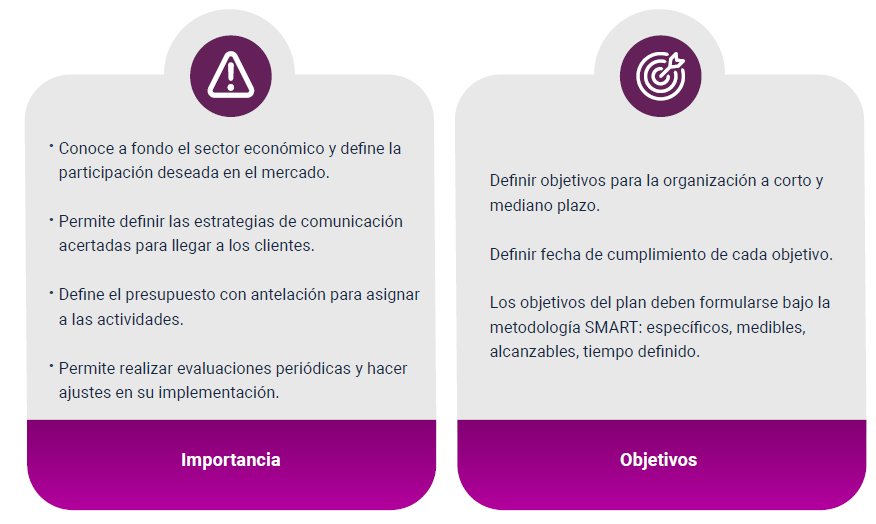 · Conoce a fondo el sector económico y define la
participación deseada en el mercado.
· Permite definir las estrategias de comunicación
acertadas para llegar a los clientes.
· Define el presupuesto con antelación para asignar
a las actividades.
· Permite realizar evaluaciones periódicas y hacer
ajustes en su implementación.
Importancia
Definir objetivos para la organización a corto y
mediano plazo.
Definir fecha de cumplimiento de cada objetivo.
Los objetivos del plan deben formularse bajo la
metodología SMART: específicos, medibles,
alcanzables, tiempo definido.
Objetivos